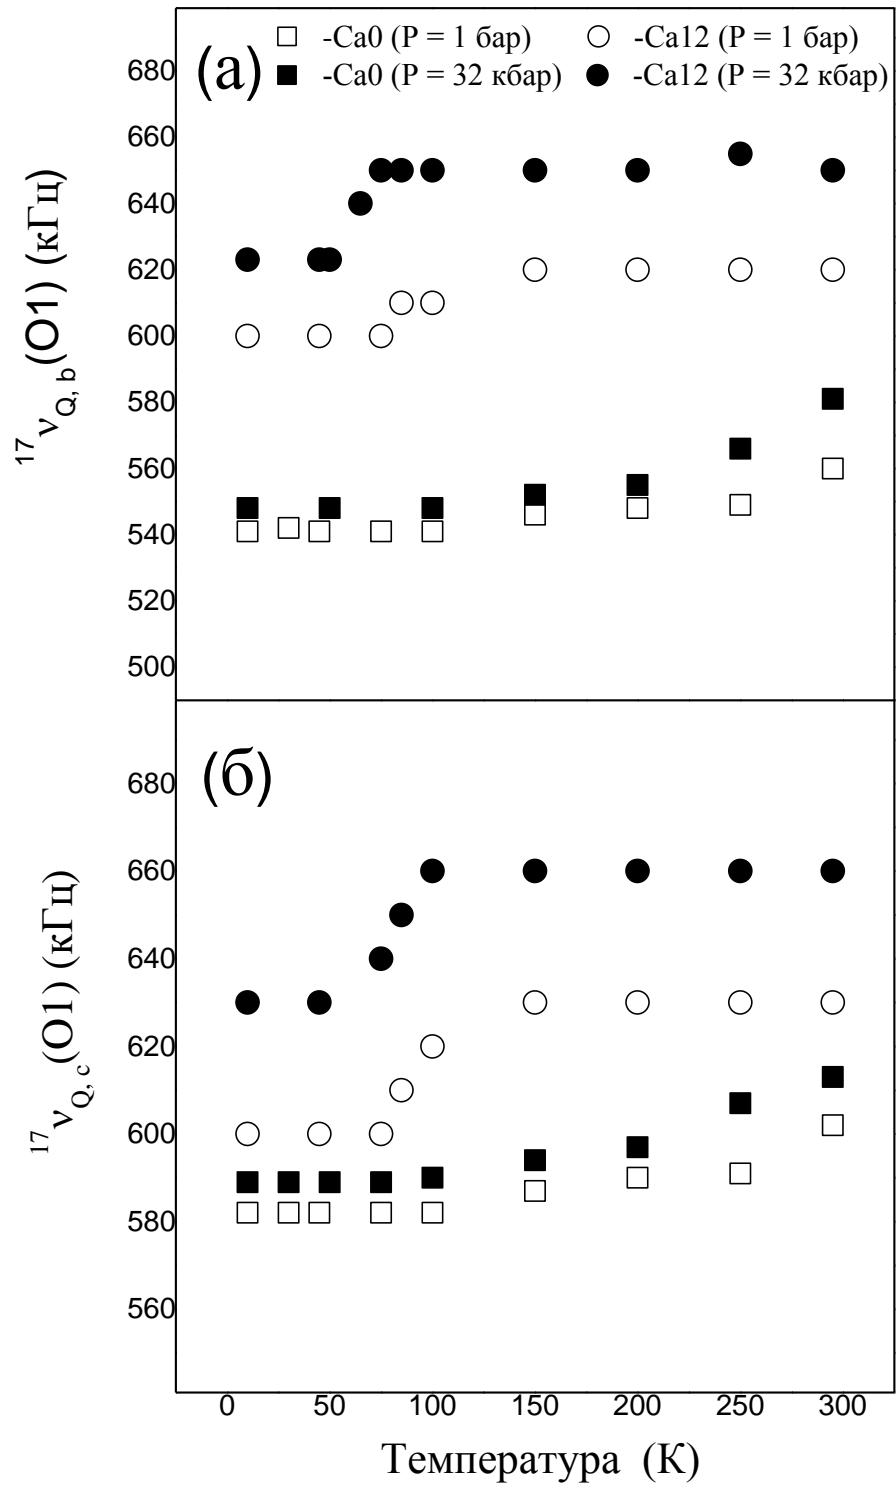 (а)
-Ca0 (P = 1 бар) -Ca12 (P = 1 бар)
-Ca0 (P = 32 кбар) -Ca12 (P = 32 кбар)
680
660
640
620
600
580
560
540
520
500
17νQ, b(O1) (кГц)
(б)
680
660
640
620
600
580
560
17νQ, c(O1) (кГц)
0 50 100 150 200 250 300
Температура (К)